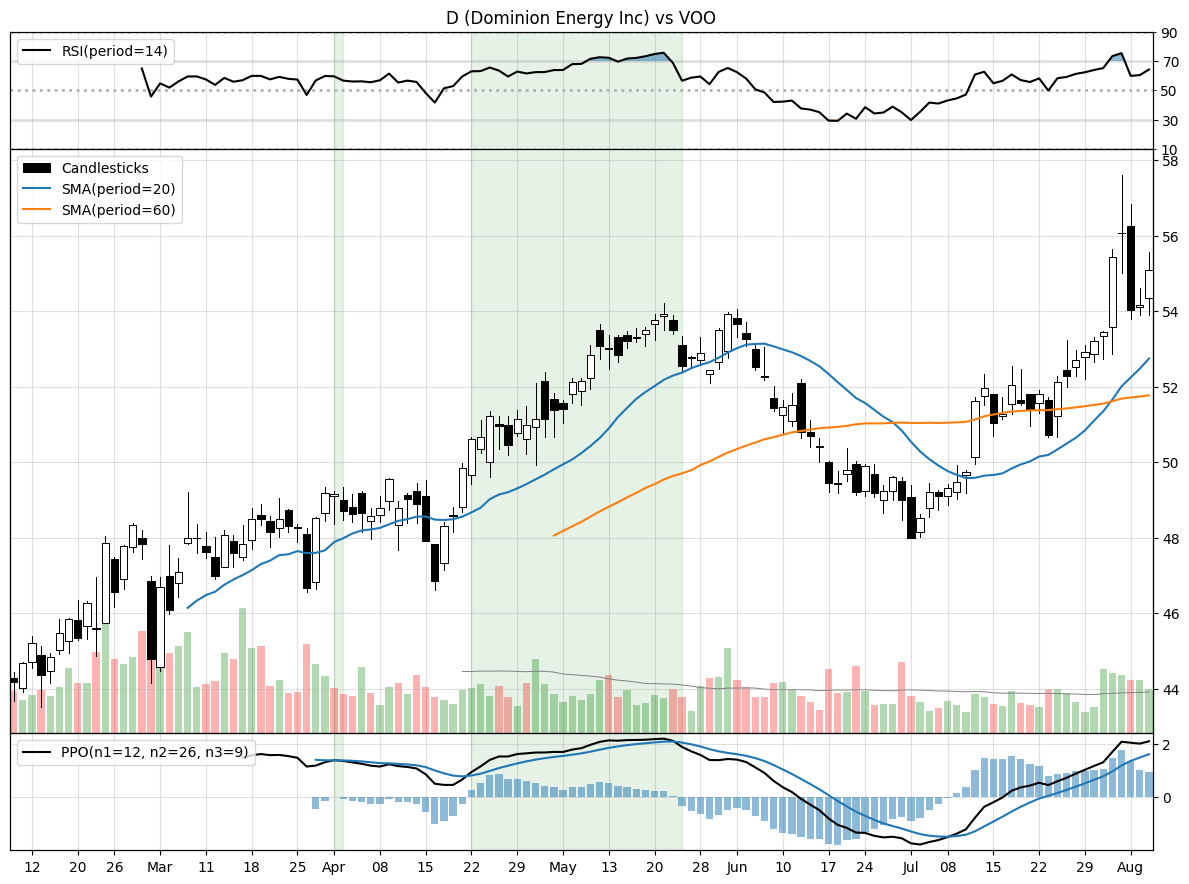 D (Dominion Energy Inc) vs VOO
RSI(period=14)
90
70
50
30
10
Candlesticks
SMA(period=20)
SMA(period=60)
58
56
54
52
50
48
46
44
PPO(n1=12, n2=26, n3=9)
2
0
12 20 26 Mar 11 18 25 Apr 08 15 22 29 May 13 20 28 Jun 10 17 24 Jul 08 15 22 29 Aug